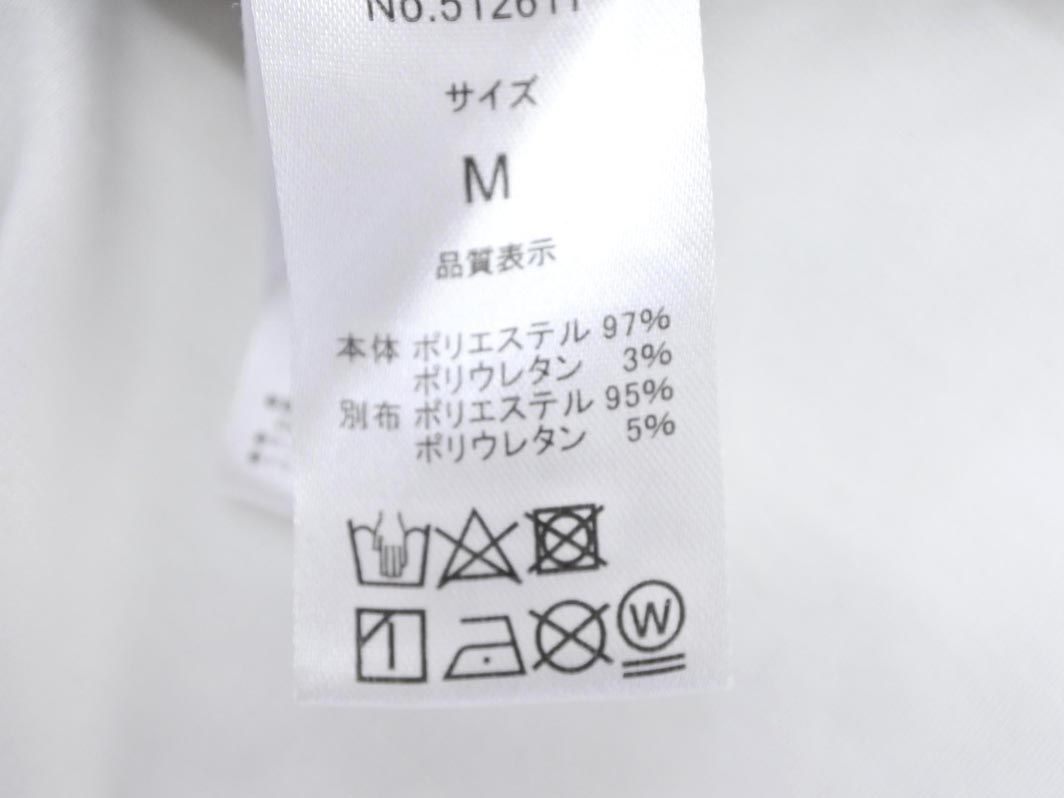 No.512611
サイズ
M
品質表示
本体 ポリエステル 97%
ポリウレタン 3%
別布 ポリエステル 95%
ポリウレタン 5%
W